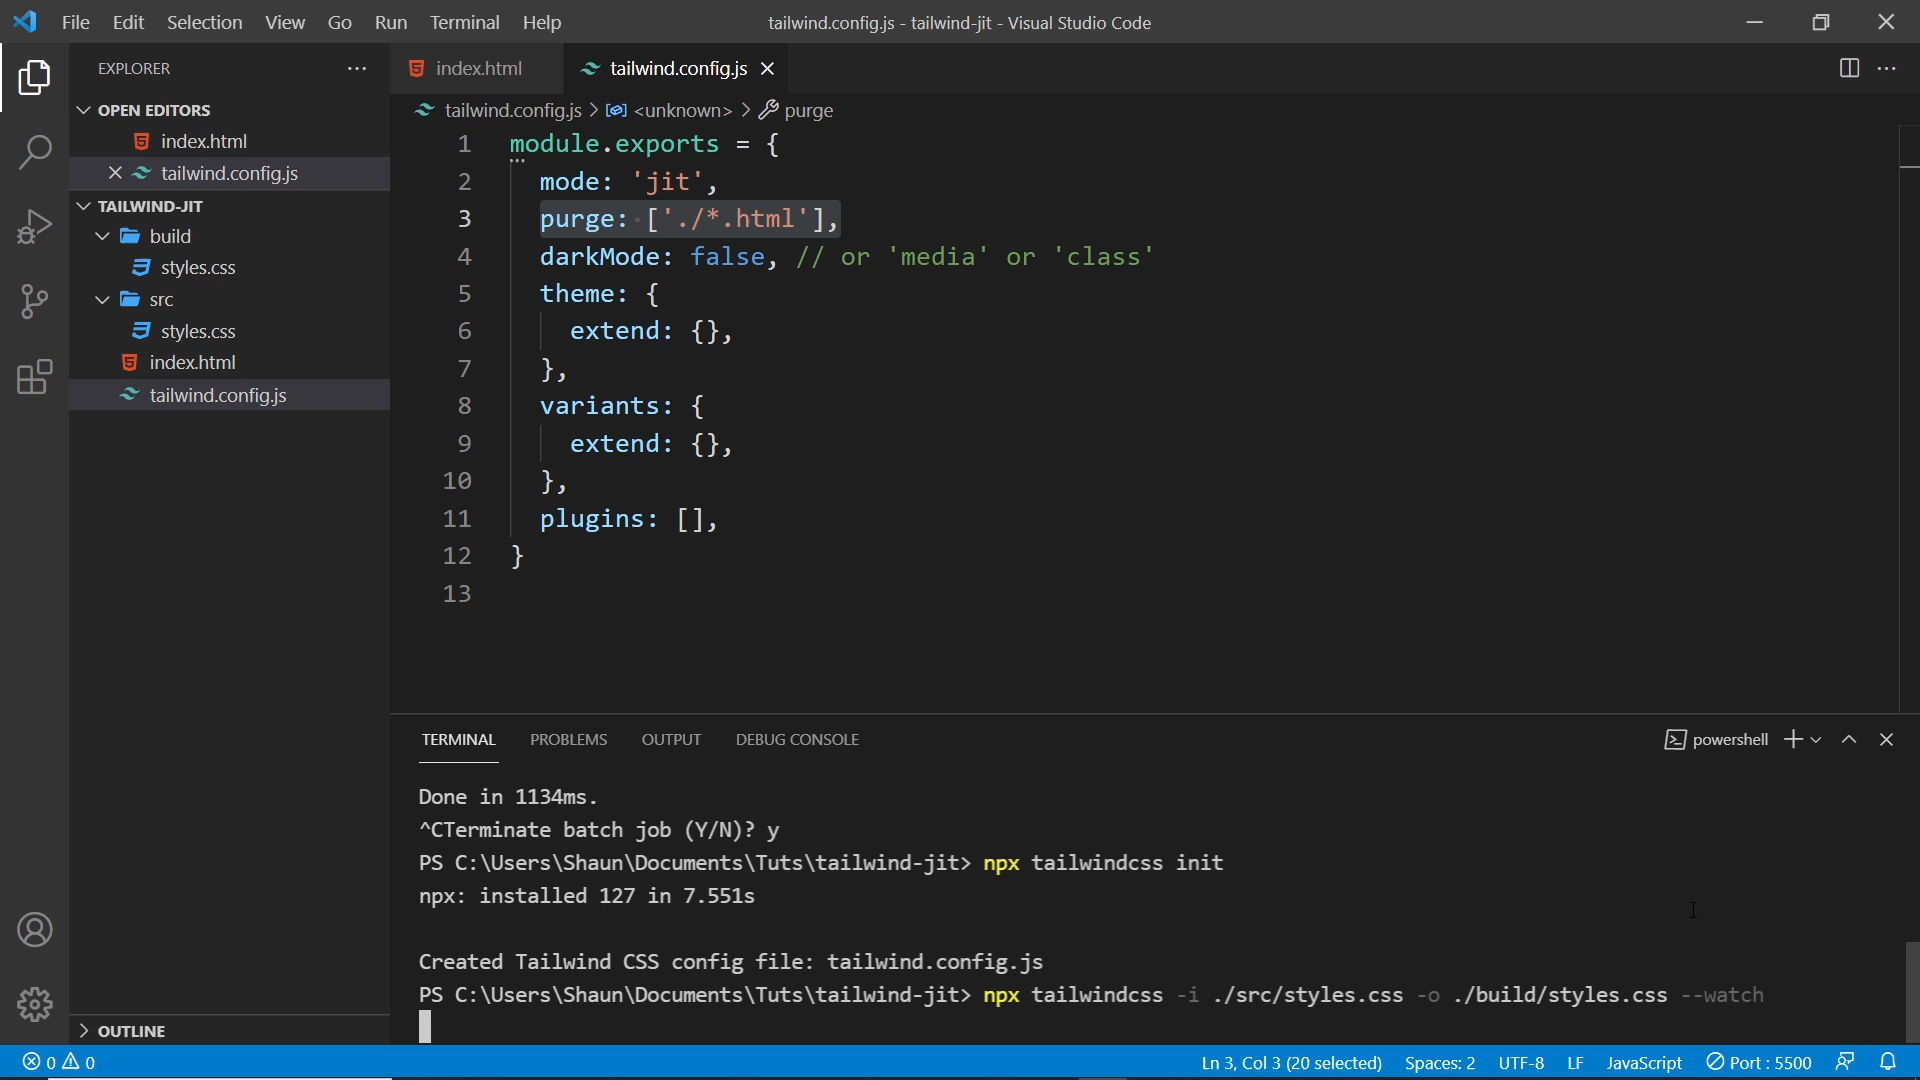 File Edit Selection View Go Run Terminal Help
tailwind.config.js - tailwind-jit - Visual Studio Code
EXPLORER
OPEN EDITORS
index.html
tailwind.config.js
TAILWIND-JIT
build
styles.css
src
styles.css
index.html
tailwind.config.js
OUTLINE
index.html tailwind.config.js
tailwind.config.js > <unknown> > purge
1 module.exports = {
2 mode: 'jit',
3 purge: ['./*.html'],
4 darkMode: false, // or 'media' or 'class'
5 theme: {
6 extend: {},
7 },
8 variants: {
9 extend: {},
10 },
11 plugins: [],
12 }
13
TERMINAL PROBLEMS OUTPUT DEBUG CONSOLE
powershell
Done in 1134ms.
^CTerminate batch job (Y/N)? y
PS C:\Users\Shaun\Documents\Tuts\tailwind-jit> npx tailwindcss init
npx: installed 127 in 7.551s
Created Tailwind CSS config file: tailwind.config.js
PS C:\Users\Shaun\Documents\Tuts\tailwind-jit> npx tailwindcss -i ./src/styles.css -o ./build/styles.css --watch
0 0
Ln 3, Col 3 (20 selected) Spaces: 2 UTF-8 LF JavaScript Port : 5500